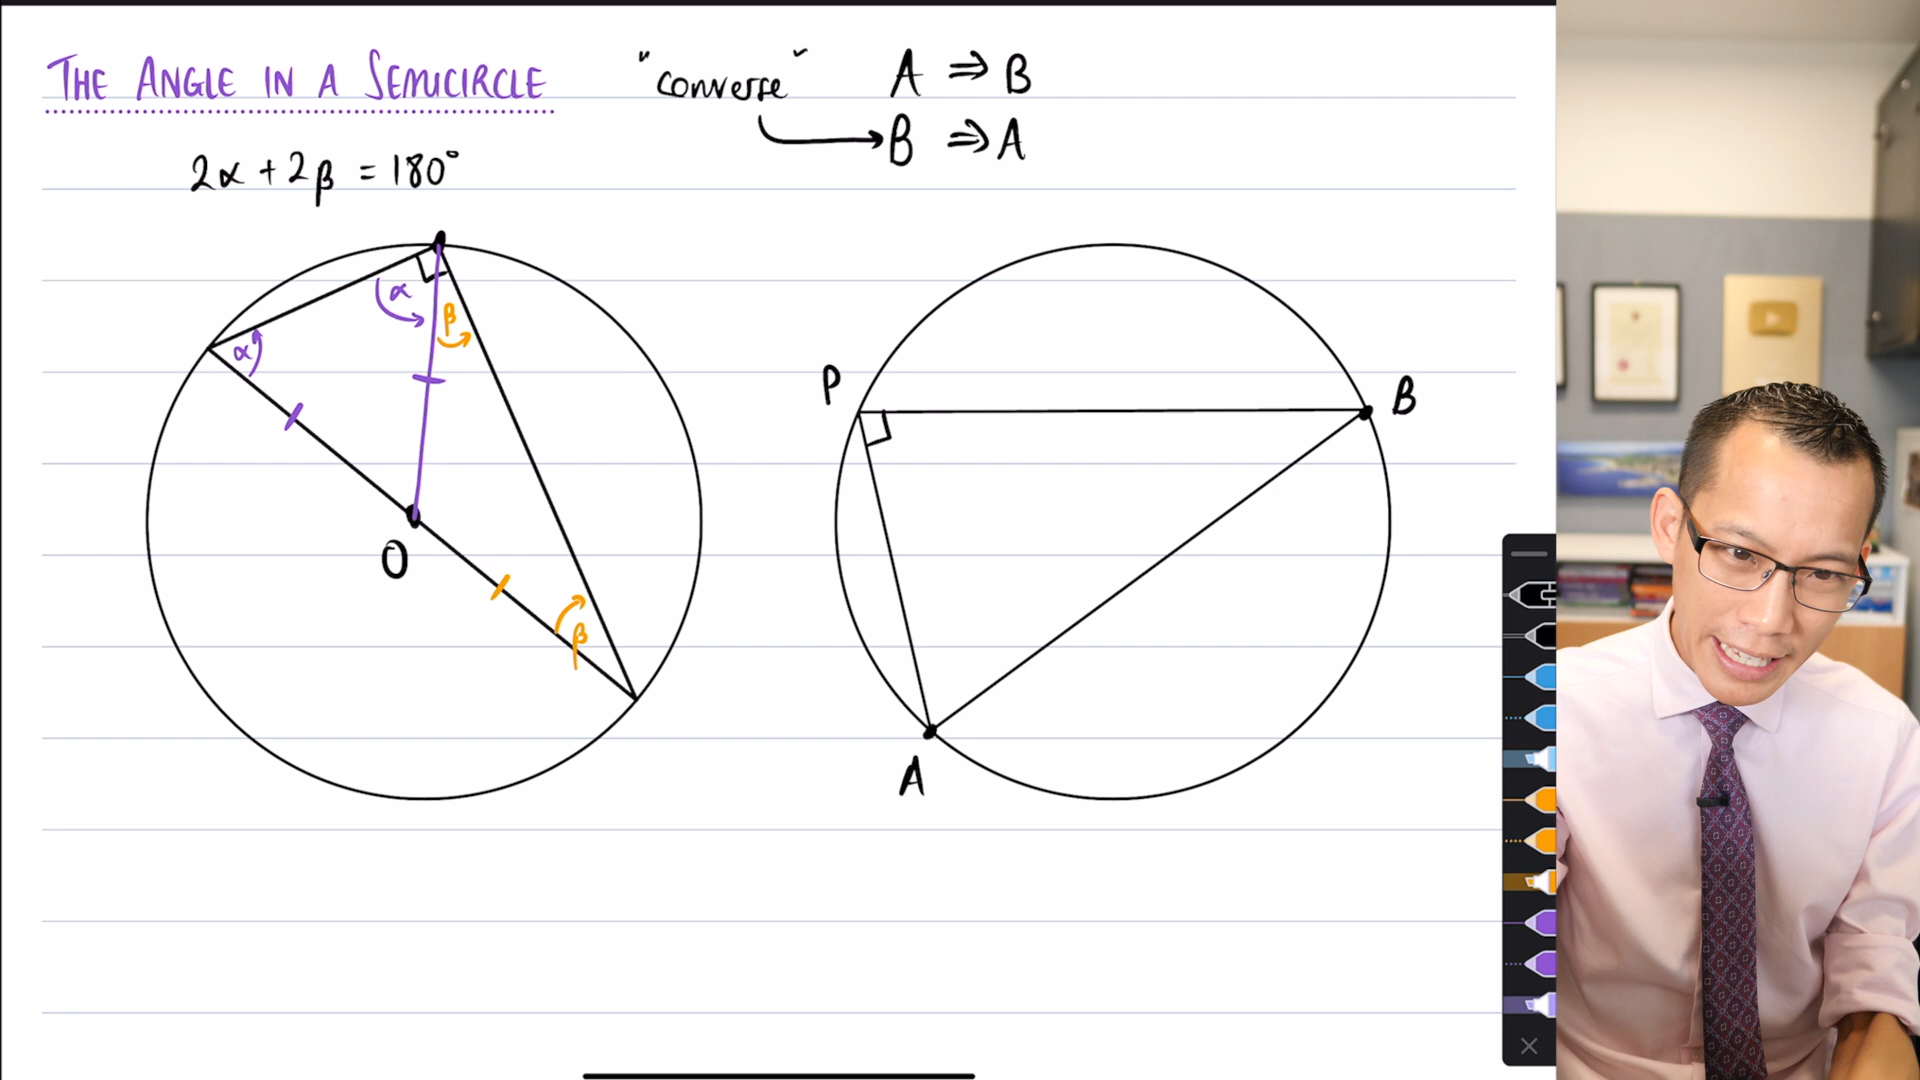 THE ANGLE IN A SEMICIRCLE
"converse"
A ⇒ B
B ⇒ A
2α + 2β = 180°
α
β
α
P
B
O
β
A